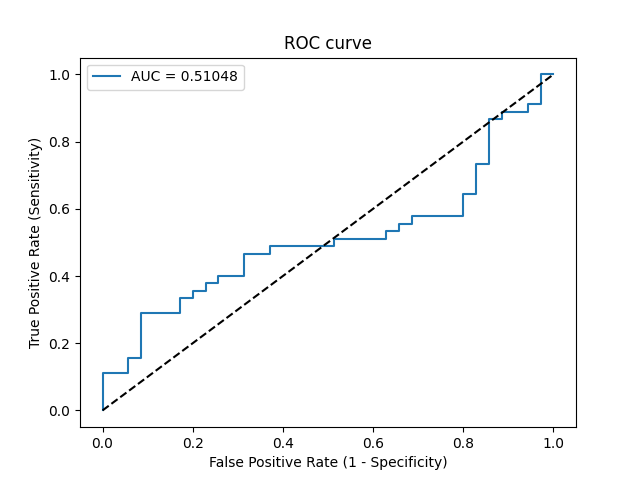 ROC curve
AUC = 0.51048
True Positive Rate (Sensitivity)
1.0
0.8
0.6
0.4
0.2
0.0
0.0 0.2 0.4 0.6 0.8 1.0
False Positive Rate (1 - Specificity)